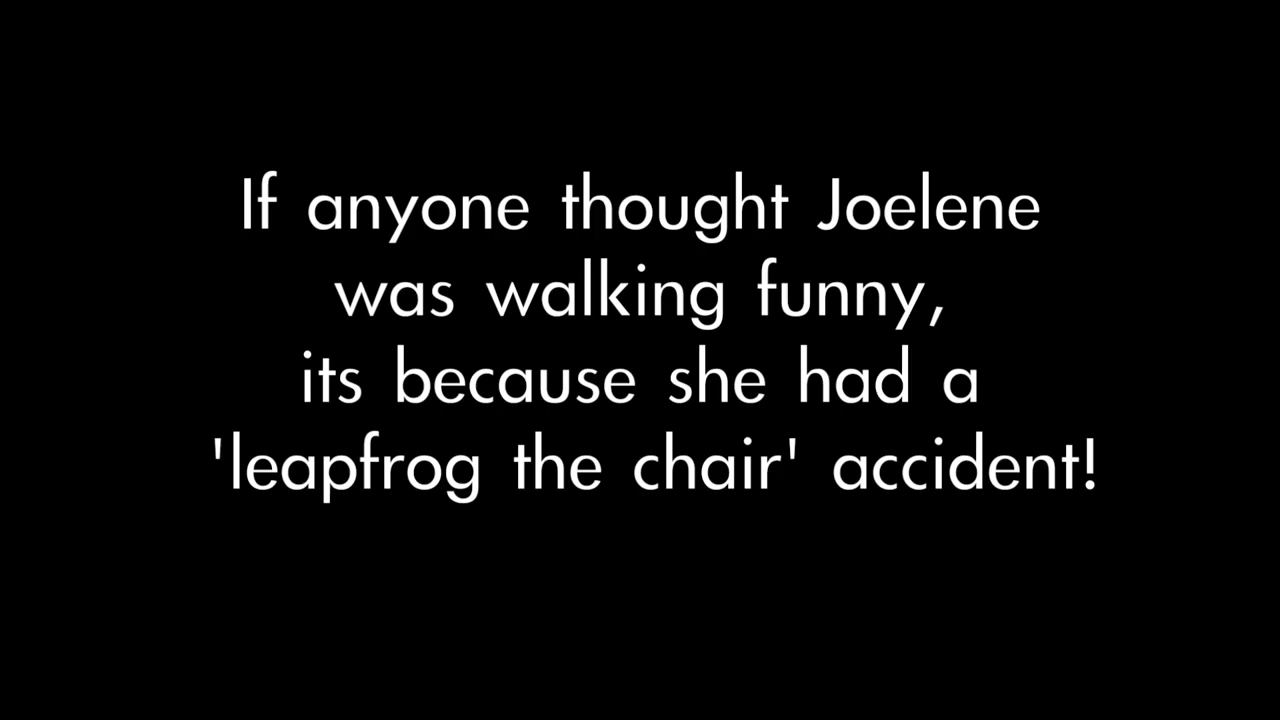 If anyone thought Joelene
was walking funny,
its because she had a
'leapfrog the chair' accident!